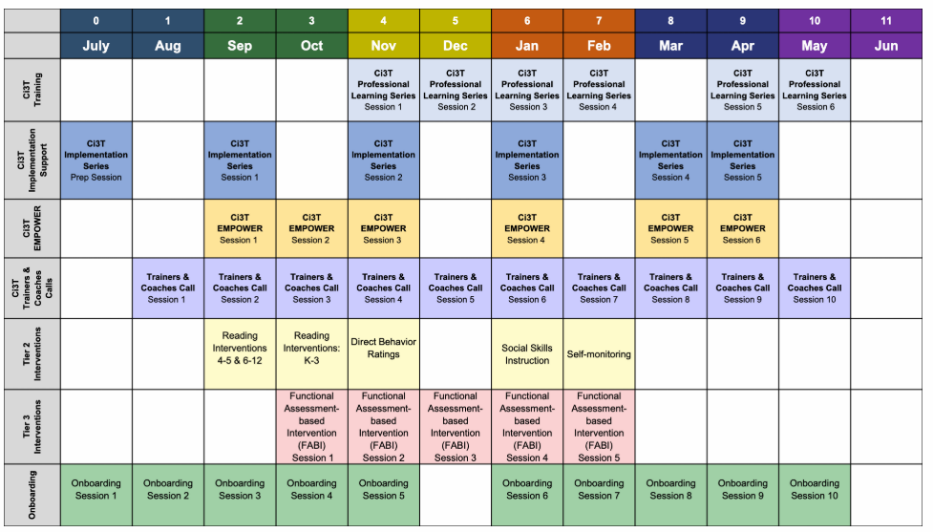 0 1 2 3 4 5 6 7 8 9 10 11
July Aug Sep Oct Nov Dec Jan Feb Mar Apr May Jun
Ci3T
Training
Ci3T
Professional
Learning Series
Session 1
Ci3T
Professional
Learning Series
Session 2
Ci3T
Professional
Learning Series
Session 3
Ci3T
Professional
Learning Series
Session 4
Ci3T
Professional
Learning Series
Session 5
Ci3T
Professional
Learning Series
Session 6
Ci3T
Implementation
Support
Ci3T
Implementation
Series
Prep Session
Ci3T
Implementation
Series
Session 1
Ci3T
Implementation
Series
Session 2
Ci3T
Implementation
Series
Session 3
Ci3T
Implementation
Series
Session 4
Ci3T
Implementation
Series
Session 5
Ci3T
EMPOWER
Ci3T
EMPOWER
Session 1
Ci3T
EMPOWER
Session 2
Ci3T
EMPOWER
Session 3
Ci3T
EMPOWER
Session 4
Ci3T
EMPOWER
Session 5
Ci3T
EMPOWER
Session 6
Ci3T
Trainers &
Coaches
Calls
Trainers &
Coaches Call
Session 1
Trainers &
Coaches Call
Session 2
Trainers &
Coaches Call
Session 3
Trainers &
Coaches Call
Session 4
Trainers &
Coaches Call
Session 5
Trainers &
Coaches Call
Session 6
Trainers &
Coaches Call
Session 7
Trainers &
Coaches Call
Session 8
Trainers &
Coaches Call
Session 9
Trainers &
Coaches Call
Session 10
Tier 2
Interventions
Reading
Interventions
4-5 & 6-12
Reading
Interventions:
K-3
Direct Behavior
Ratings
Social Skills
Instruction
Self-monitoring
Tier 3
Interventions
Functional
Assessment-
based
Intervention
(FABI)
Session 1
Functional
Assessment-
based
Intervention
(FABI)
Session 2
Functional
Assessment-
based
Intervention
(FABI)
Session 3
Functional
Assessment-
based
Intervention
(FABI)
Session 4
Functional
Assessment-
based
Intervention
(FABI)
Session 5
Onboarding
Onboarding
Session 1
Onboarding
Session 2
Onboarding
Session 3
Onboarding
Session 4
Onboarding
Session 5
Onboarding
Session 6
Onboarding
Session 7
Onboarding
Session 8
Onboarding
Session 9
Onboarding
Session 10